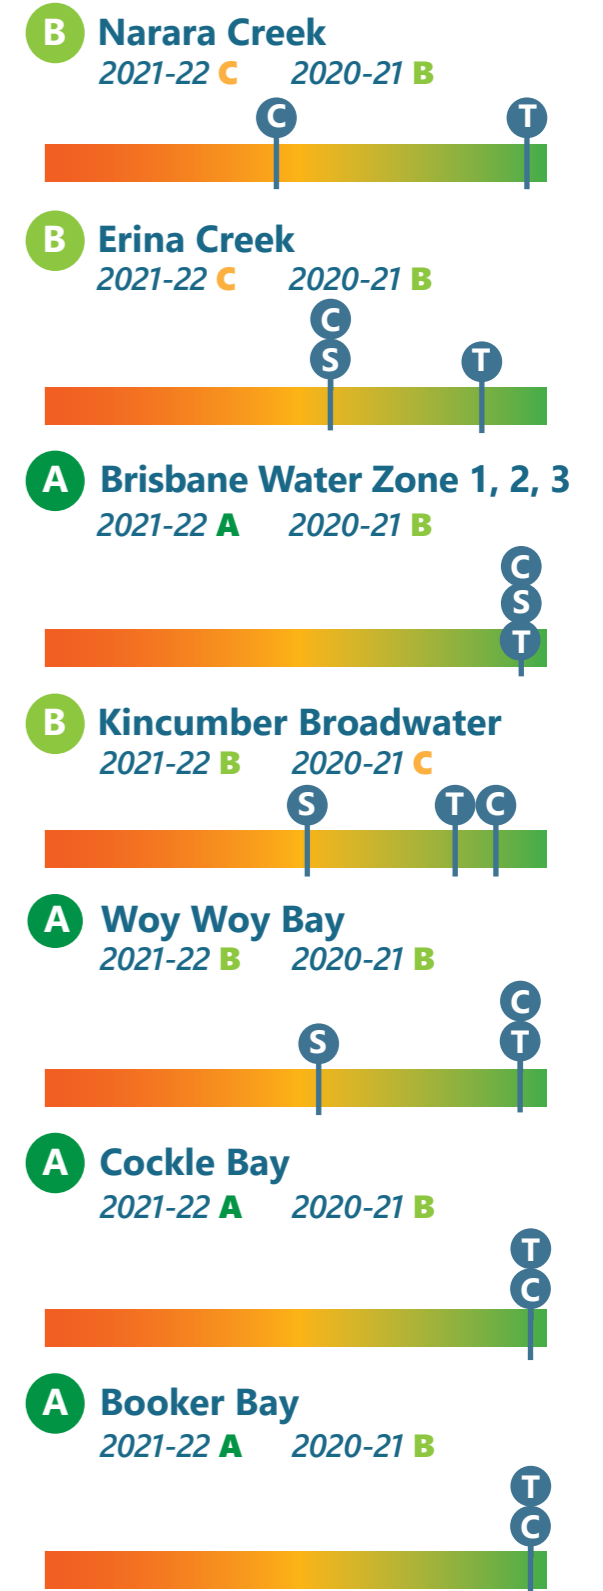 B Narara Creek
2021-22 C 2020-21 B
C T
B Erina Creek
2021-22 C 2020-21 B
C
S T
A Brisbane Water Zone 1, 2, 3
2021-22 A 2020-21 B
C
S
T
B Kincumber Broadwater
2021-22 B 2020-21 C
S T C
A Woy Woy Bay
2021-22 B 2020-21 B
C
S T
A Cockle Bay
2021-22 A 2020-21 B
T
C
A Booker Bay
2021-22 A 2020-21 B
T
C